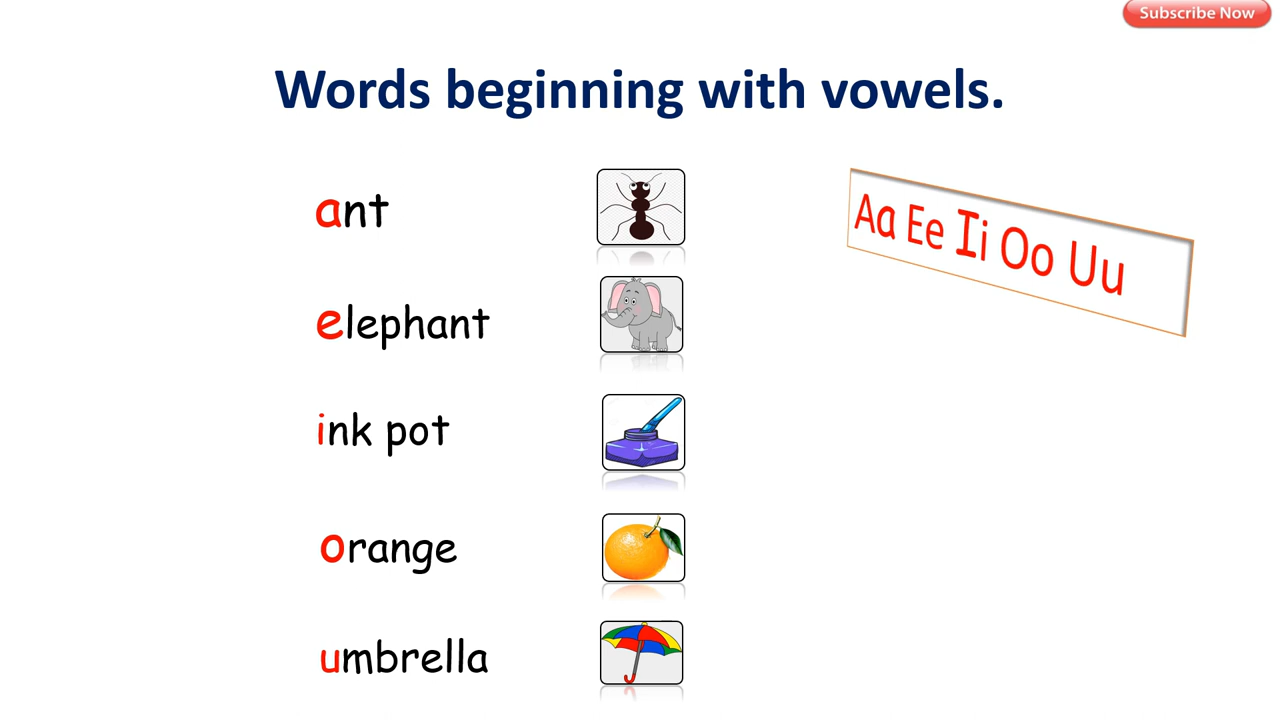 Subscribe Now
Words beginning with vowels.
ant
Aa Ee Ii Oo Uu
elephant
ink pot
orange
umbrella